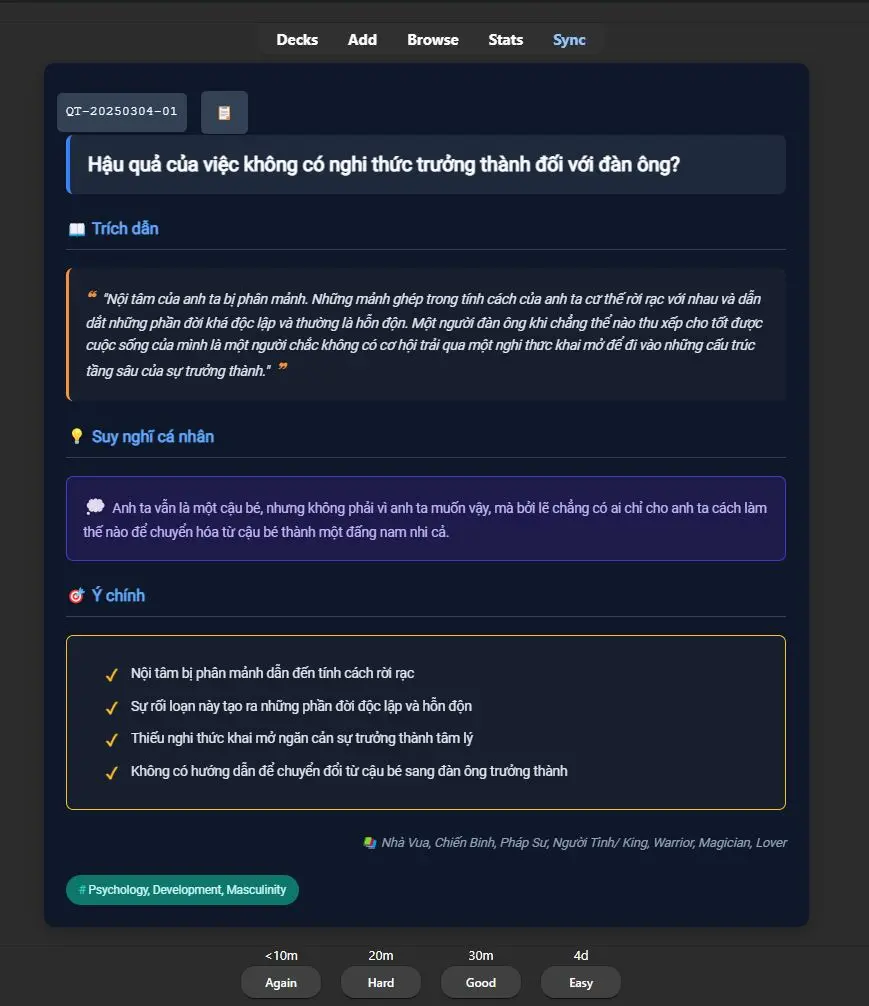 Decks Add Browse Stats Sync
QT-20250304-01
Hậu quả của việc không có nghi thức trưởng thành đối với đàn ông?
Trích dẫn
❝ "Nội tâm của anh ta bị phân mảnh. Những mảnh ghép trong tính cách của anh ta cư thế rời rạc với nhau và dẫn
dắt những phần đời khá độc lập và thường là hỗn độn. Một người đàn ông khi chẳng thể nào thu xếp cho tốt được
cuộc sống của mình là một người chắc không có cơ hội trải qua một nghi thức khai mở để đi vào những cấu trúc
tầng sâu của sự trưởng thành." ❞
Suy nghĩ cá nhân
Anh ta vẫn là một cậu bé, nhưng không phải vì anh ta muốn vậy, mà bởi lẽ chẳng có ai chỉ cho anh ta cách làm
thế nào để chuyển hóa từ cậu bé thành một đấng nam nhi cả.
Ý chính
✓ Nội tâm bị phân mảnh dẫn đến tính cách rời rạc
✓ Sự rối loạn này tạo ra những phần đời độc lập và hỗn độn
✓ Thiếu nghi thức khai mở ngăn cản sự trưởng thành tâm lý
✓ Không có hướng dẫn để chuyển đổi từ cậu bé sang đàn ông trưởng thành
Nhà Vua, Chiến Binh, Pháp Sư, Người Tình/ King, Warrior, Magician, Lover
# Psychology, Development, Masculinity
<10m 20m 30m 4d
Again Hard Good Easy